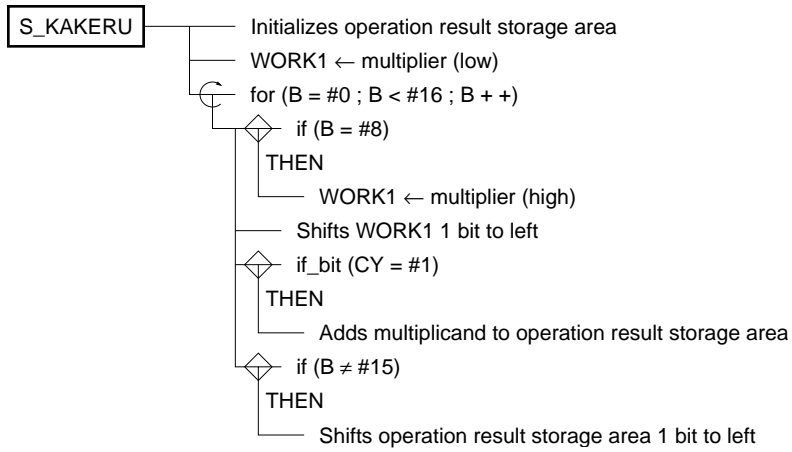 S_KAKERU Initializes operation result storage area
WORK1 ← multiplier (low)
for (B = #0 ; B < #16 ; B + +)
if (B = #8)
THEN
WORK1 ← multiplier (high)
Shifts WORK1 1 bit to left
if_bit (CY = #1)
THEN
Adds multiplicand to operation result storage area
if (B ≠ #15)
THEN
Shifts operation result storage area 1 bit to left